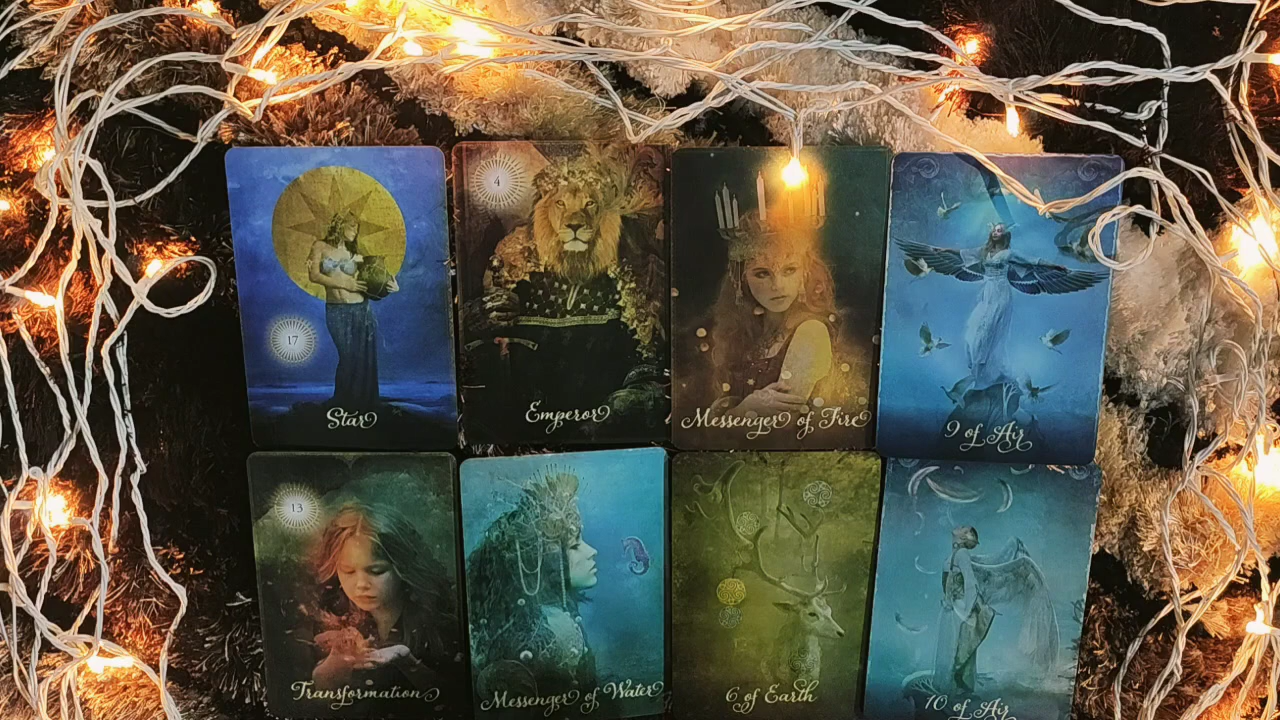 17
Star
4
Emperor
Messenger of Fire
9 of Air
13
Transformation
Messenger of Water
6 of Earth
10 of Air